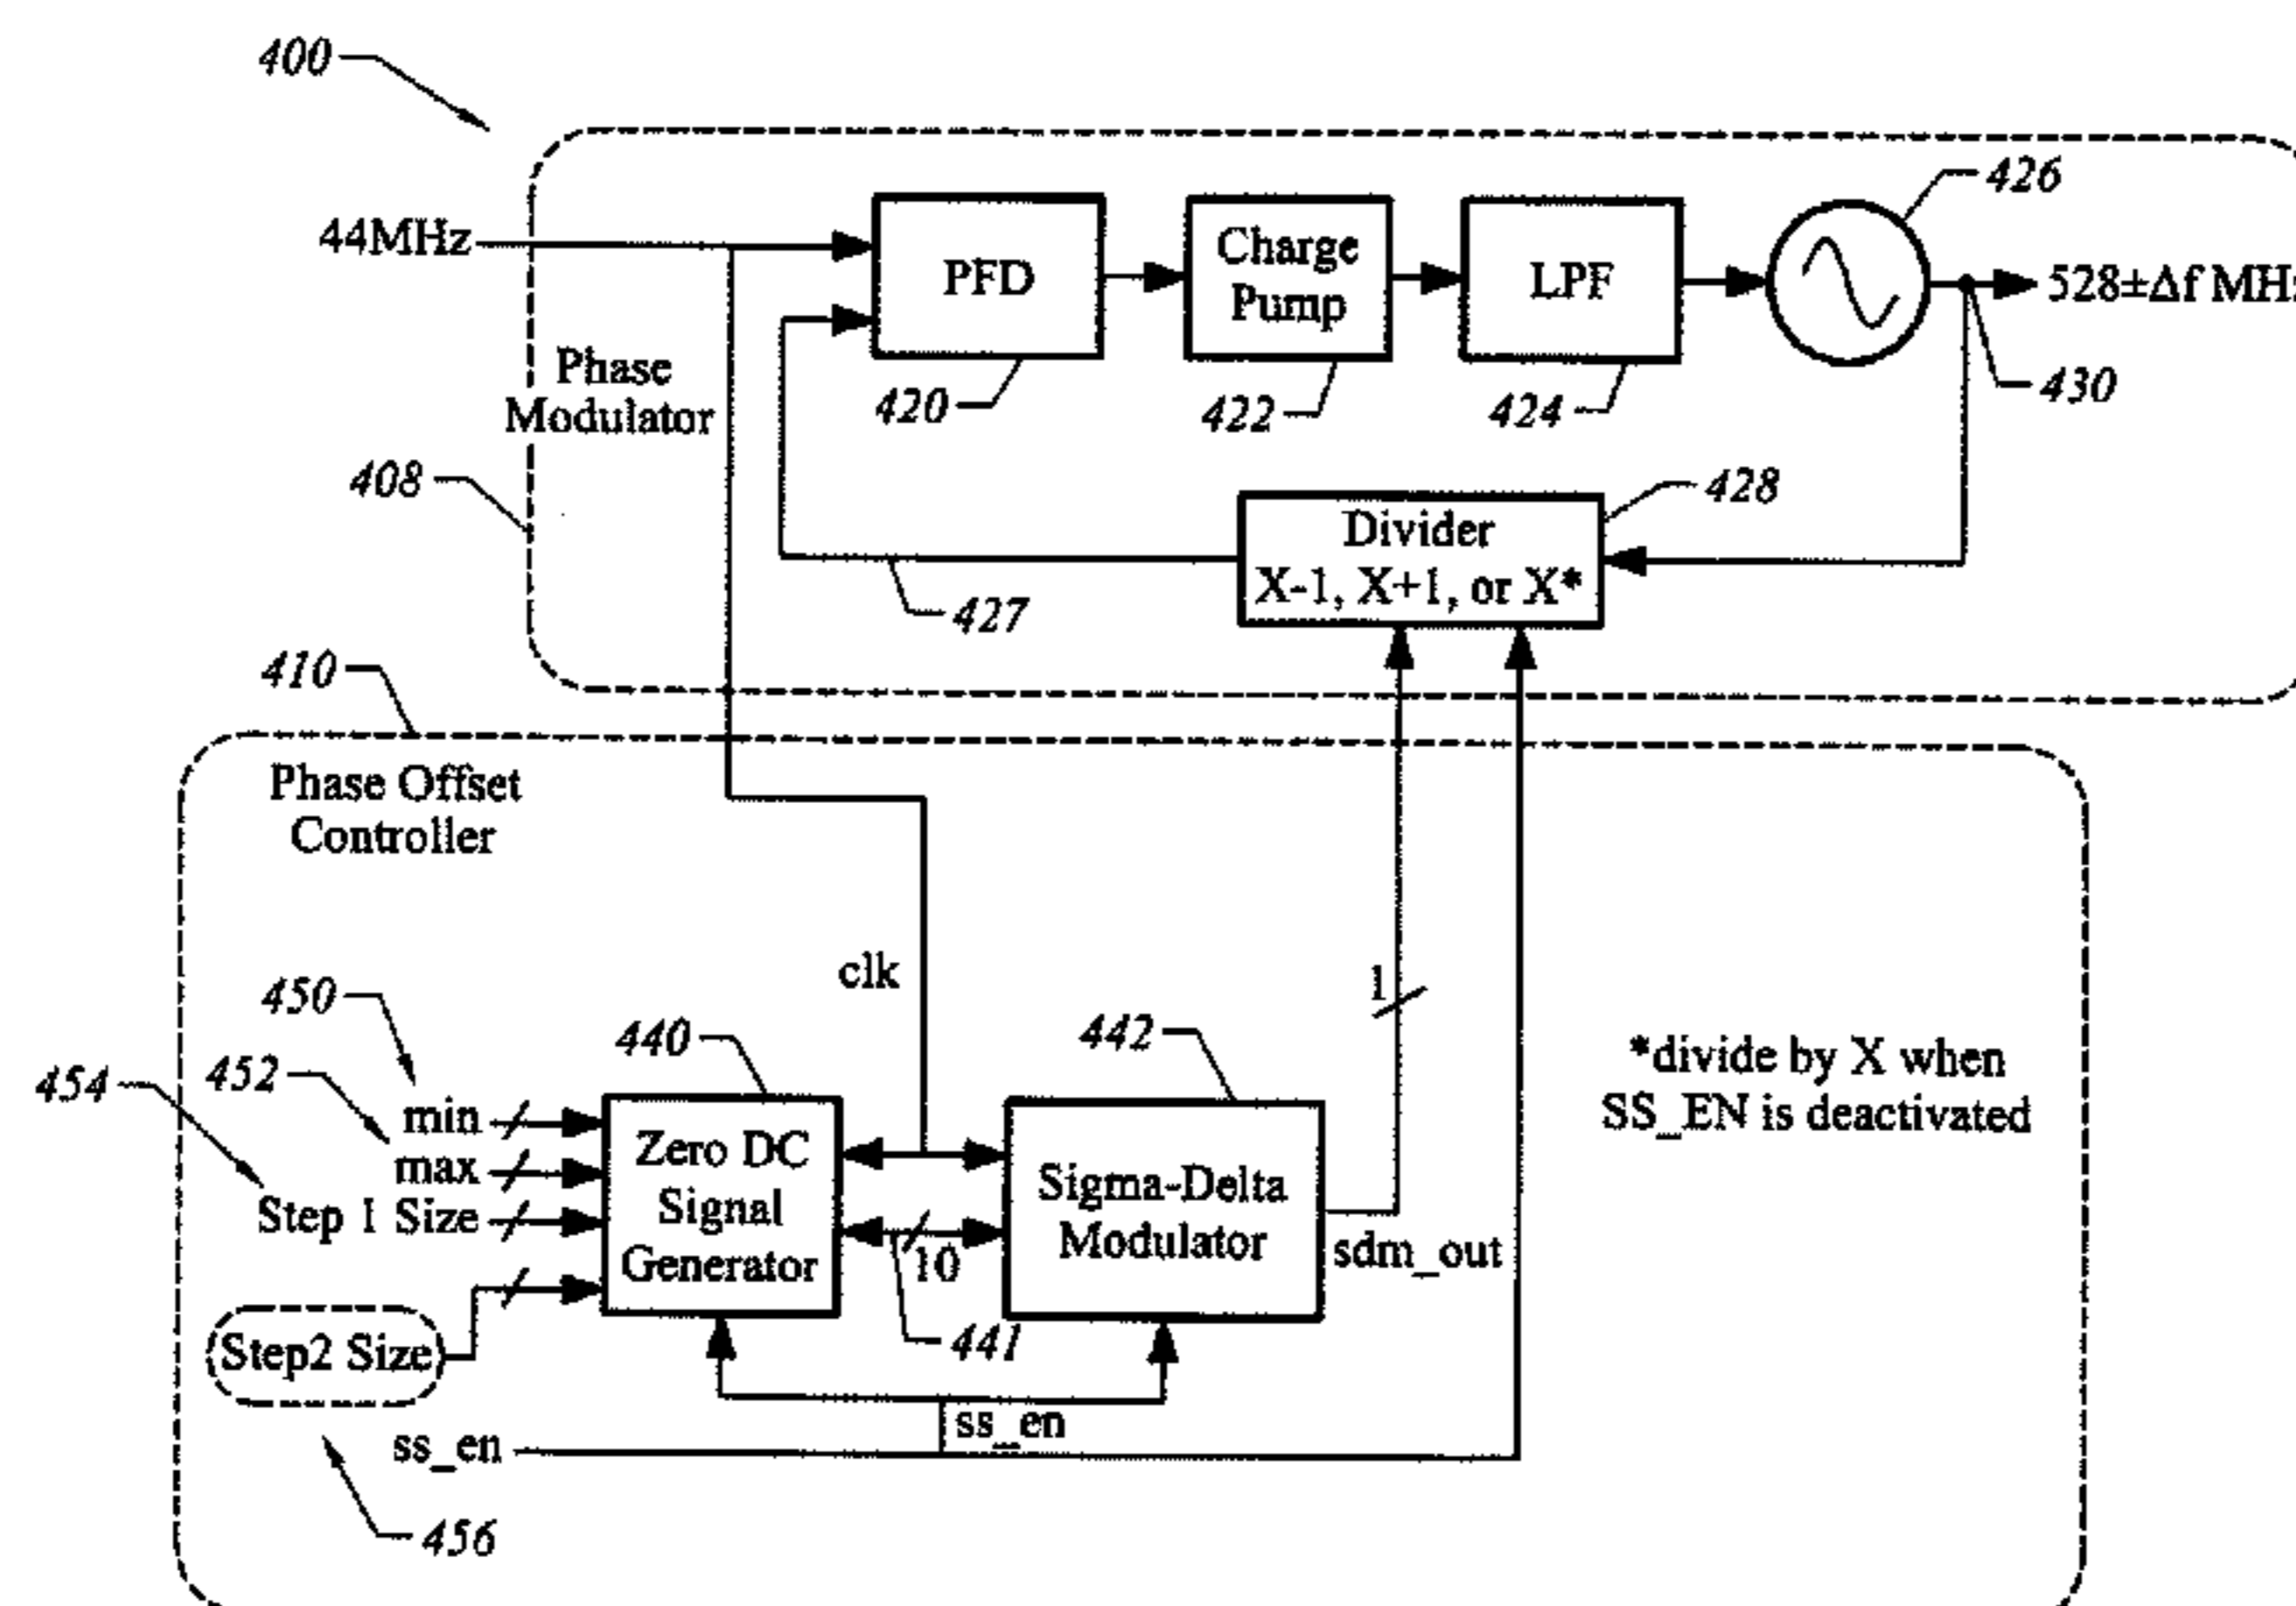 400
426
44MHz
PFD
Charge
Pump
LPF
528±Δf MHz
Phase
Modulator
420
422
424
430
408
428
Divider
X-1, X+1, or X*
427
410
Phase Offset
Controller
clk
1
450
440
442
454
452
*divide by X when
SS_EN is deactivated
min
max
Step 1 Size
Zero DC
Signal
Generator
Sigma-Delta
Modulator
sdm_out
10
441
Step2 Size
ss_en
ss_en
456